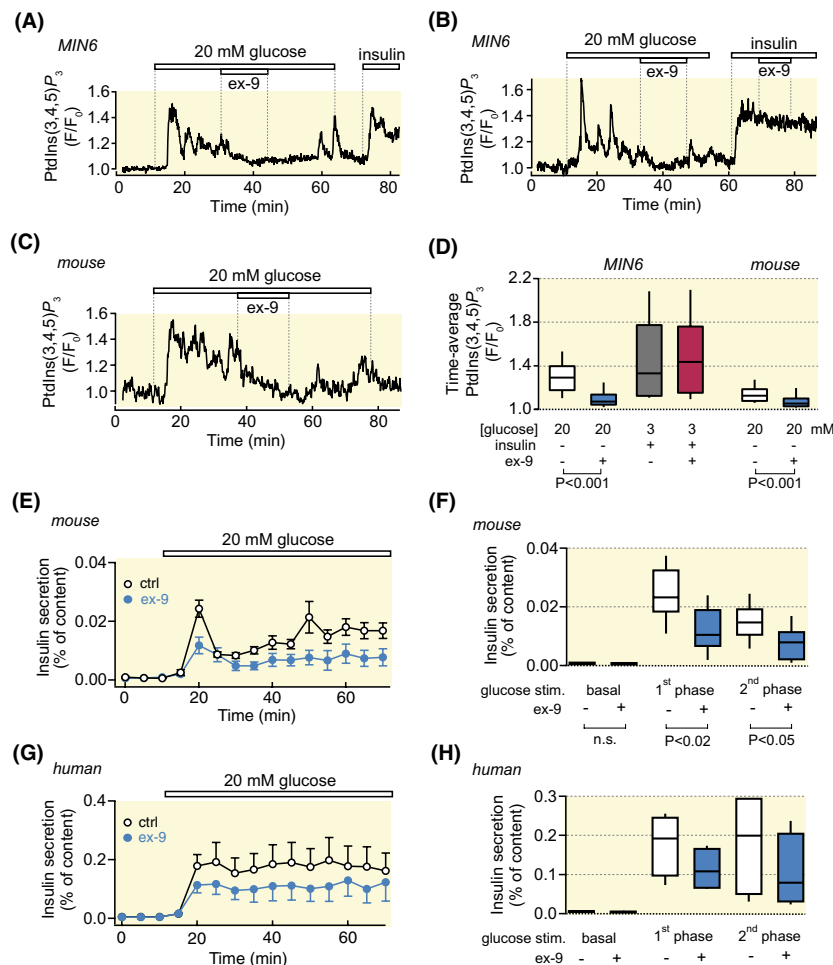 (A)
MIN6
20 mM glucose
insulin
ex-9
PtdIns(3,4,5)P3
(F/F0)
1.6
1.4
1.2
1.0
0 20 40 60 80
Time (min)
(B)
MIN6
20 mM glucose
insulin
ex-9
ex-9
PtdIns(3,4,5)P3
(F/F0)
1.6
1.4
1.2
1.0
0 20 40 60 80
Time (min)
(C)
mouse
20 mM glucose
ex-9
PtdIns(3,4,5)P3
(F/F0)
1.6
1.4
1.2
1.0
0 20 40 60 80
Time (min)
(D)
MIN6 mouse
Time-average
PtdIns(3,4,5)P3
(F/F0)
2.2
1.8
1.4
1.0
[glucose] 20 20 3 3 20 20 mM
insulin - - + + - -
ex-9 - + - + - +
P<0.001 P<0.001
(E)
mouse
20 mM glucose
ctrl
ex-9
Insulin secretion
(% of content)
0.04
0.02
0.00
0 20 40 60
Time (min)
(F)
mouse
Insulin secretion
(% of content)
0.04
0.02
0.0
glucose stim. basal 1st phase 2nd phase
ex-9 - + - + - +
n.s. P<0.02 P<0.05
(G)
human
20 mM glucose
ctrl
ex-9
Insulin secretion
(% of content)
0.4
0.2
0.0
0 20 40 60
Time (min)
(H)
human
Insulin secretion
(% of content)
0.3
0.2
0.1
0.0
glucose stim. basal 1st phase 2nd phase
ex-9 - + - + - +